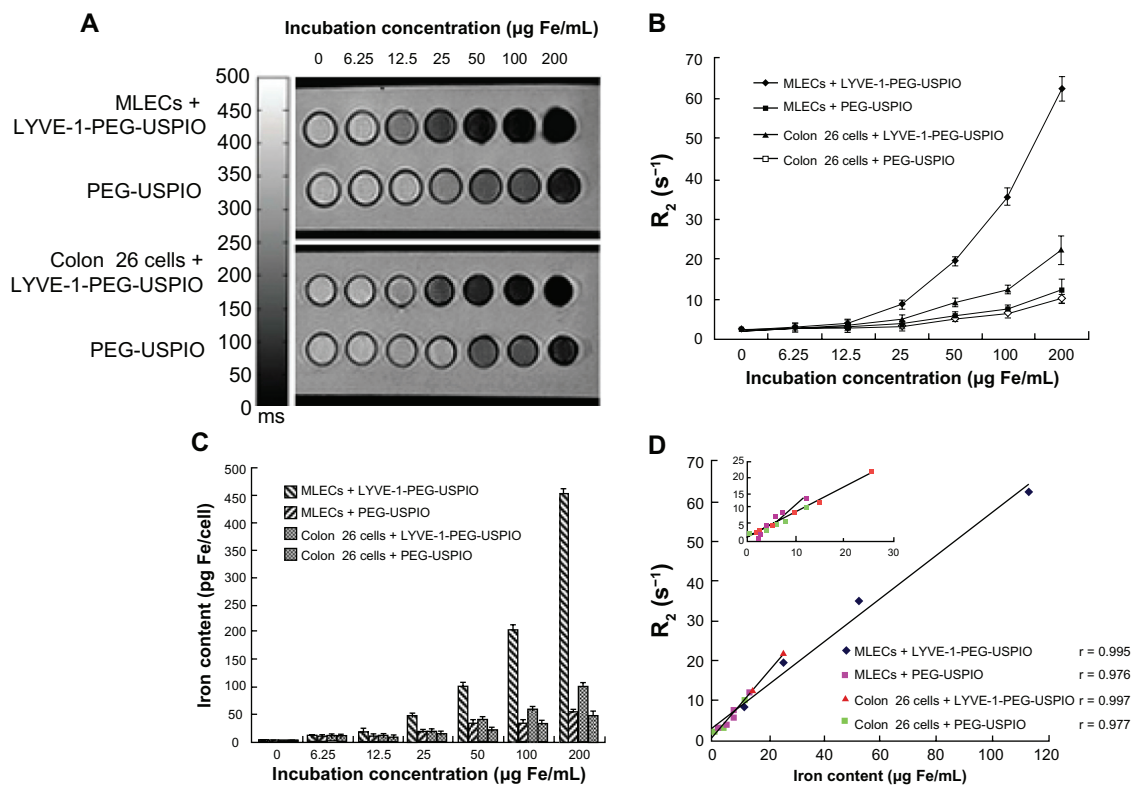 A
Incubation concentration (µg Fe/mL)
0 6.25 12.5 25 50 100 200
500
450
400
350
300
250
200
150
100
50
0
ms
MLECs +
LYVE-1-PEG-USPIO
PEG-USPIO
Colon 26 cells +
LYVE-1-PEG-USPIO
PEG-USPIO
B
70
60
50
40
30
20
10
0
R2 (s−1)
MLECs + LYVE-1-PEG-USPIO
MLECs + PEG-USPIO
Colon 26 cells + LYVE-1-PEG-USPIO
Colon 26 cells + PEG-USPIO
0 6.25 12.5 25 50 100 200
Incubation concentration (µg Fe/mL)
C
500
450
400
350
300
250
200
150
100
50
0
Iron content (pg Fe/cell)
MLECs + LYVE-1-PEG-USPIO
MLECs + PEG-USPIO
Colon 26 cells + LYVE-1-PEG-USPIO
Colon 26 cells + PEG-USPIO
0 6.25 12.5 25 50 100 200
Incubation concentration (µg Fe/mL)
D
70
60
50
40
30
20
10
0
R2 (s−1)
25
20
15
10
5
0
0 10 20 30
MLECs + LYVE-1-PEG-USPIO r = 0.995
MLECs + PEG-USPIO r = 0.976
Colon 26 cells + LYVE-1-PEG-USPIO r = 0.997
Colon 26 cells + PEG-USPIO r = 0.977
0 20 40 60 80 100 120
Iron content (µg Fe/mL)